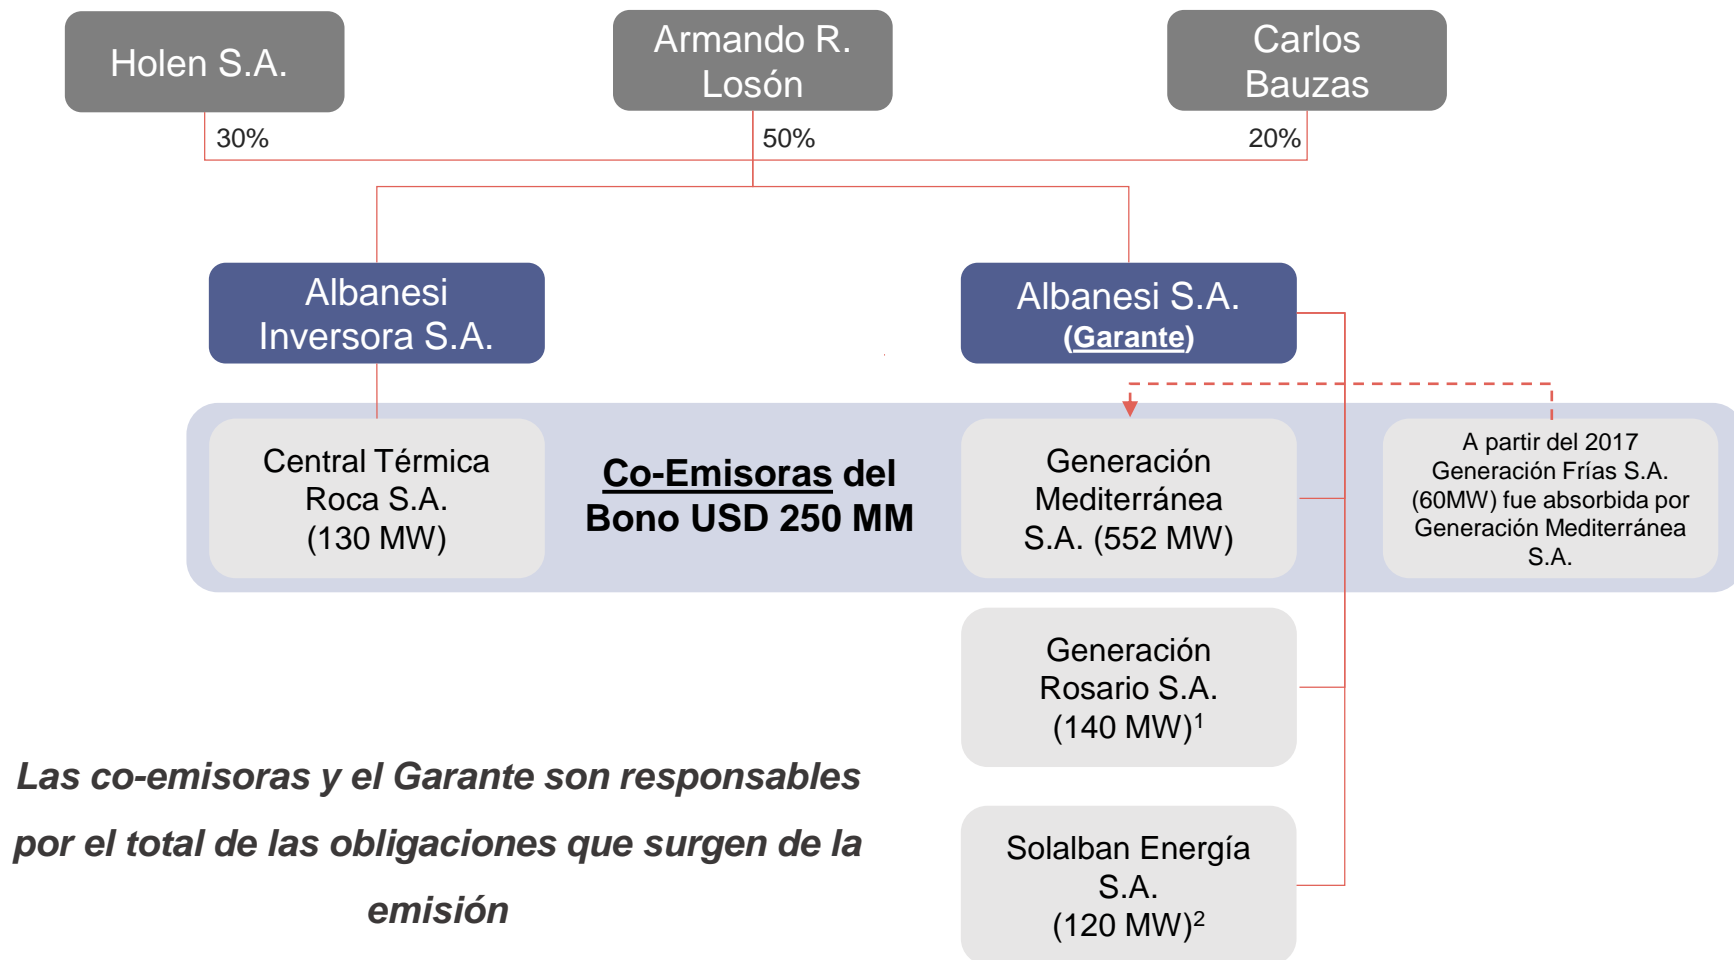 Holen S.A.
Armando R.
Losón
Carlos
Bauzas
30%
50%
20%
Albanesi
Inversora S.A.
Albanesi S.A.
(Garante)
Central Térmica
Roca S.A.
(130 MW)
Co-Emisoras del
Bono USD 250 MM
Generación
Mediterránea
S.A. (552 MW)
A partir del 2017
Generación Frías S.A.
(60MW) fue absorbida por
Generación Mediterránea
S.A.
Generación
Rosario S.A.
(140 MW)¹
Las co-emisoras y el Garante son responsables
por el total de las obligaciones que surgen de la
emisión
Solalban Energía
S.A.
(120 MW)²